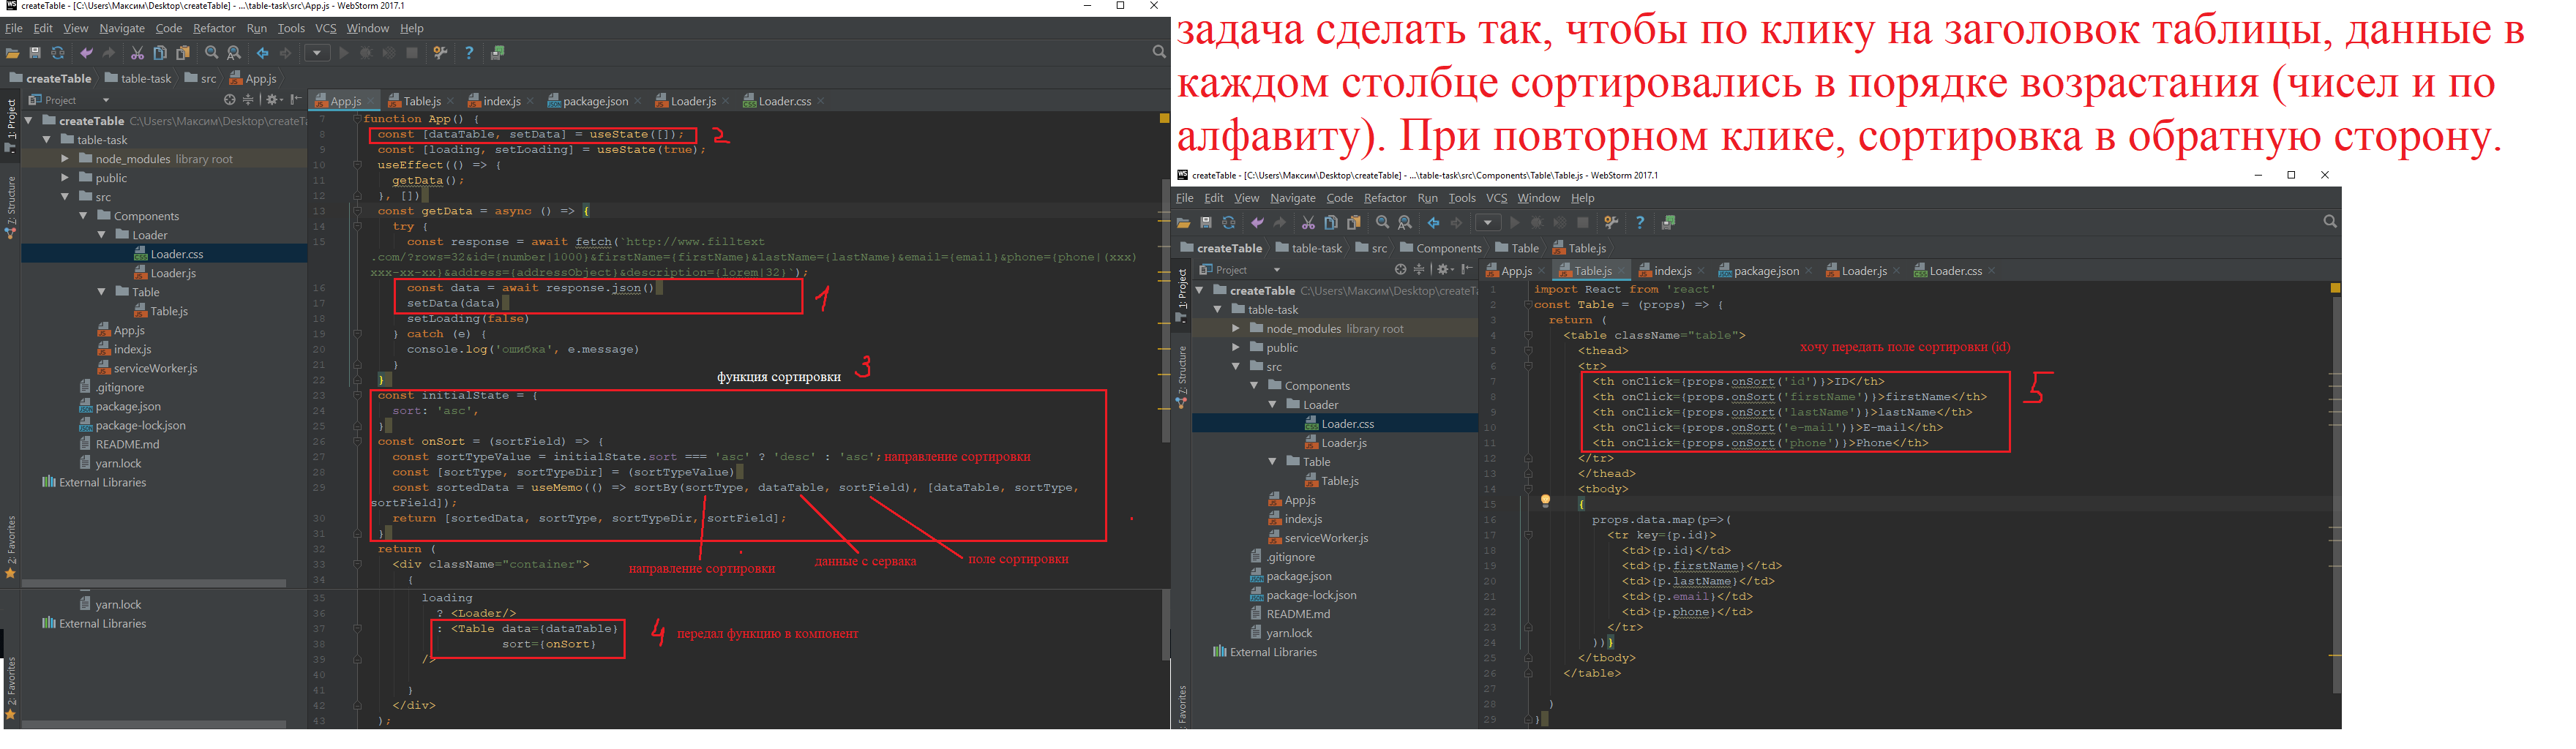 createTable - [C:\Users\Максим\Desktop\createTable] - ...\table-task\src\App.js - WebStorm 2017.1
File Edit View Navigate Code Refactor Run Tools VCS Window Help
createTable table-task src App.js
Project
App.js Table.js index.js package.json Loader.js Loader.css
1: Project
Z: Structure
2: Favorites
2: Favorites
createTable C:\Users\Максим\Desktop\createT
table-task
node_modules library root
public
src
Components
Loader
Loader.css
Loader.js
Table
Table.js
App.js
index.js
serviceWorker.js
.gitignore
package.json
package-lock.json
README.md
yarn.lock
External Libraries
yarn.lock
External Libraries
7 function App() {
8 const [dataTable, setData] = useState([]); 2
9 const [loading, setLoading] = useState(true);
10 useEffect(() => {
11 getData();
12 }, [])
13 const getData = async () => {
14 try {
15 const response = await fetch(`http://www.filltext
.com/?rows=32&id={number|1000}&firstName={firstName}&lastName={lastName}&email={email}&phone={phone|(xxx)
xxx-xx-xx}&address={addressObject}&description={lorem|32}`);
16 const data = await response.json()
17 setData(data) 1
18 setLoading(false)
19 } catch (e) {
20 console.log('ошибка', e.message)
21 }
22 }
функция сортировки 3
23 const initialState = {
24 sort: 'asc',
25 }
26 const onSort = (sortField) => {
27 const sortTypeValue = initialState.sort === 'asc' ? 'desc' : 'asc'; направление сортировки
28 const [sortType, sortTypeDir] = (sortTypeValue)
29 const sortedData = useMemo(() => sortBy(sortType, dataTable, sortField), [dataTable, sortType,
sortField]);
30 return [sortedData, sortType, sortTypeDir, sortField];
31 }
32 return (
33 <div className="container">
34 {
направление сортировки данные с сервака поле сортировки
35 loading
36 ? <Loader/>
37 : <Table data={dataTable} 4 передал функцию в компонент
38 sort={onSort}
39 />
40
41 }
42 </div>
43 );
задача сделать так, чтобы по клику на заголовок таблицы, данные в
каждом столбце сортировались в порядке возрастания (чисел и по
алфавиту). При повторном клике, сортировка в обратную сторону.
createTable - [C:\Users\Максим\Desktop\createTable] - ...\table-task\src\Components\Table\Table.js - WebStorm 2017.1
File Edit View Navigate Code Refactor Run Tools VCS Window Help
createTable table-task src Components Table Table.js
Project
App.js Table.js index.js package.json Loader.js Loader.css
1: Project
Z: Structure
Favorites
createTable C:\Users\Максим\Desktop\createT
table-task
node_modules library root
public
src
Components
Loader
Loader.css
Loader.js
Table
Table.js
App.js
index.js
serviceWorker.js
.gitignore
package.json
package-lock.json
README.md
yarn.lock
External Libraries
1 import React from 'react'
2 const Table = (props) => {
3 return (
4 <table className="table">
5 <thead>
хочу передать поле сортировки (id)
6 <tr>
7 <th onClick={props.onSort('id')}>ID</th>
8 <th onClick={props.onSort('firstName')}>firstName</th> 5
9 <th onClick={props.onSort('lastName')}>lastName</th>
10 <th onClick={props.onSort('e-mail')}>E-mail</th>
11 <th onClick={props.onSort('phone')}>Phone</th>
12 </tr>
13 </thead>
14 <tbody>
15 {
16 props.data.map(p=>(
17 <tr key={p.id}>
18 <td>{p.id}</td>
19 <td>{p.firstName}</td>
20 <td>{p.lastName}</td>
21 <td>{p.email}</td>
22 <td>{p.phone}</td>
23 </tr>
24 ))}
25 </tbody>
26 </table>
27
28 )
29 }